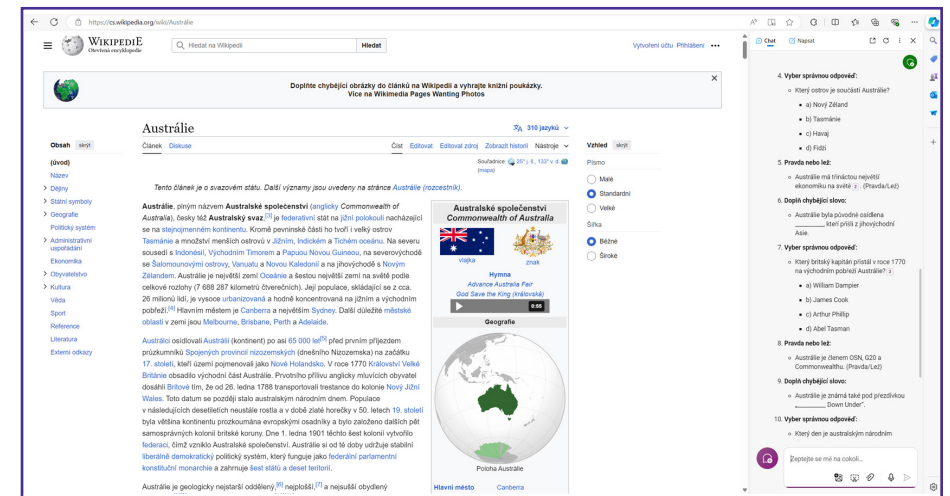 https://cs.wikipedia.org/wiki/Austrálie
WIKIPEDIE
Otevřená encyklopedie
Hledat na Wikipedii
Hledat
Vytvoření účtu Přihlášení
Doplňte chybějící obrázky do článků na Wikipedii a vyhrajte knižní poukázky.
Více na Wikimedia Pages Wanting Photos
Obsah skrýt
(úvod)
Název
Dějiny
Státní symboly
Geografie
Politický systém
Administrativní
uspořádání
Ekonomika
Obyvatelstvo
Kultura
Věda
Sport
Reference
Literatura
Externí odkazy
Austrálie
310 jazyků
Článek Diskuse
Číst Editovat Editovat zdroj Zobrazit historii Nástroje
Souřadnice: 25° j. š., 133° v. d.
(mapa)
Tento článek je o svazovém státu. Další významy jsou uvedeny na stránce Austrálie (rozcestník).
Austrálie, plným názvem Australské společenství (anglicky Commonwealth of
Australia), česky též Australský svaz,[3] je federativní stát na jižní polokouli nacházející
se na stejnojmenném kontinentu. Kromě pevninské části ho tvoří i velký ostrov
Tasmánie a množství menších ostrovů v Jižním, Indickém a Tichém oceánu. Na severu
sousedí s Indonésií, Východním Timorem a Papuou Novou Guineou, na severovýchodě
se Šalomounovými ostrovy, Vanuatu a Novou Kaledonií a na jihovýchodě s Novým
Zélandem. Austrálie je největší zemí Oceánie a šestou největší zemí na světě podle
celkové rozlohy (7 688 287 kilometrů čtverečních). Její populace, skládající se z cca.
26 milionů lidí, je vysoce urbanizovaná a hodně koncentrovaná na jižním a východním
pobřeží.[4] Hlavním městem je Canberra a největším Sydney. Další důležité městské
oblasti v zemi jsou Melbourne, Brisbane, Perth a Adelaide.
Australci osidlovali Austrálii (kontinent) po asi 65 000 let[5] před prvním příjezdem
průzkumníků Spojených provincií nizozemských (dnešního Nizozemska) na začátku
17. století, kteří území pojmenovali jako Nové Holandsko. V roce 1770 Království Velké
Británie obsadilo východní část Austrálie. Prvotního přílivu anglicky mluvících obyvatel
dosáhli Britové tím, že od 26. ledna 1788 transportovali trestance do kolonie Nový Jižní
Wales. Toto datum se později stalo australským národním dnem. Populace
v následujících desetiletích neustále rostla a v době zlaté horečky v 50. letech 19. století
byla většina kontinentu prozkoumána evropskými osadníky a bylo založeno dalších pět
samosprávných kolonií britské koruny. Dne 1. ledna 1901 těchto šest kolonií vytvořilo
federaci, čímž vzniklo Australské společenství. Austrálie si od té doby udržuje stabilní
liberálně demokratický politický systém, který funguje jako federální parlamentní
konstituční monarchie a zahrnuje šest států a deset teritorií.
Austrálie je geologicky nejstarší oddělený,[6] nejplošší,[7] a nejsušší obydlený
Australské společenství
Commonwealth of Australia
vlajka
znak
Hymna
Advance Australia Fair
God Save the King (královská)
0:55
Geografie
Poloha Austrálie
Hlavní město Canberra
Vzhled skrýt
Písmo
Malé
Standardní
Velké
Šířka
Běžné
Široké
Chat
Napsat
4. Vyber správnou odpověď:
Který ostrov je součástí Austrálie?
a) Nový Zéland
b) Tasmánie
c) Havaj
d) Fidži
5. Pravda nebo lež:
Austrálie má třináctou největší
ekonomiku na světě 2 . (Pravda/Lež)
6. Doplň chybějící slovo:
Austrálie byla původně osídlena
__________ kteří přišli z jihovýchodní
Asie.
7. Vyber správnou odpověď:
Který britský kapitán přistál v roce 1770
na východním pobřeží Austrálie? 3
a) William Dampier
b) James Cook
c) Arthur Phillip
d) Abel Tasman
8. Pravda nebo lež:
Austrálie je členem OSN, G20 a
Commonwealthu. (Pravda/Lež)
9. Doplň chybějící slovo:
Austrálie je známá také pod přezdívkou
„__________ Down Under".
10. Vyber správnou odpověď:
Který den je australským národním
Zeptejte se mě na cokoli...